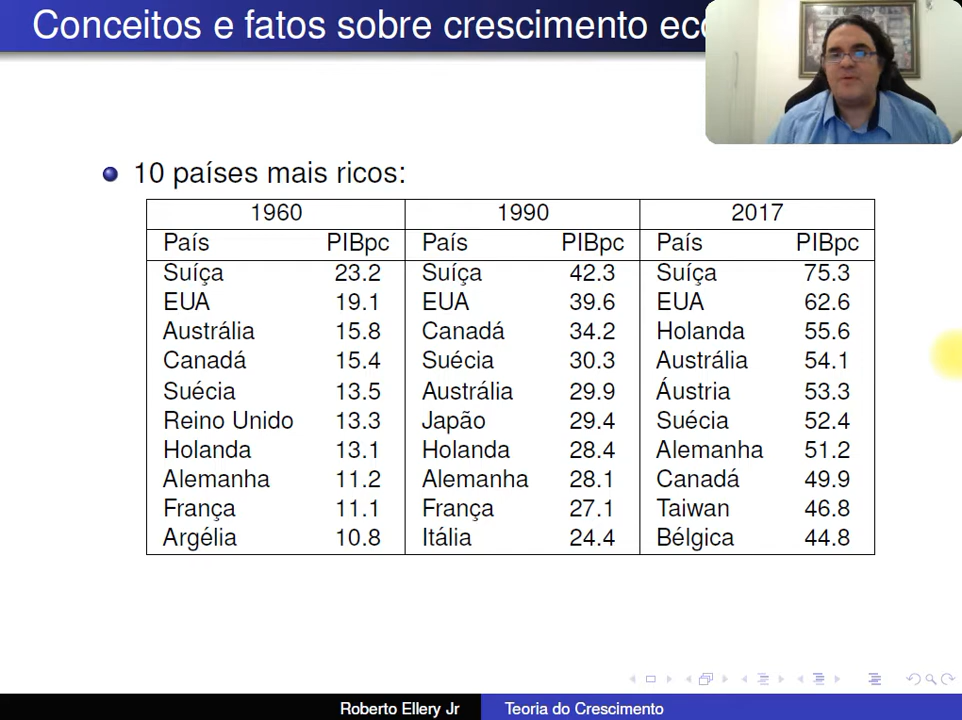 Conceitos e fatos sobre crescimento
10 países mais ricos:
1960 1990 2017
País PIBpc País PIBpc País PIBpc
Suíça 23.2 Suíça 42.3 Suíça 75.3
EUA 19.1 EUA 39.6 EUA 62.6
Austrália 15.8 Canadá 34.2 Holanda 55.6
Canadá 15.4 Suécia 30.3 Austrália 54.1
Suécia 13.5 Austrália 29.9 Áustria 53.3
Reino Unido 13.3 Japão 29.4 Suécia 52.4
Holanda 13.1 Holanda 28.4 Alemanha 51.2
Alemanha 11.2 Alemanha 28.1 Canadá 49.9
França 11.1 França 27.1 Taiwan 46.8
Argélia 10.8 Itália 24.4 Bélgica 44.8
Roberto Ellery Jr Teoria do Crescimento